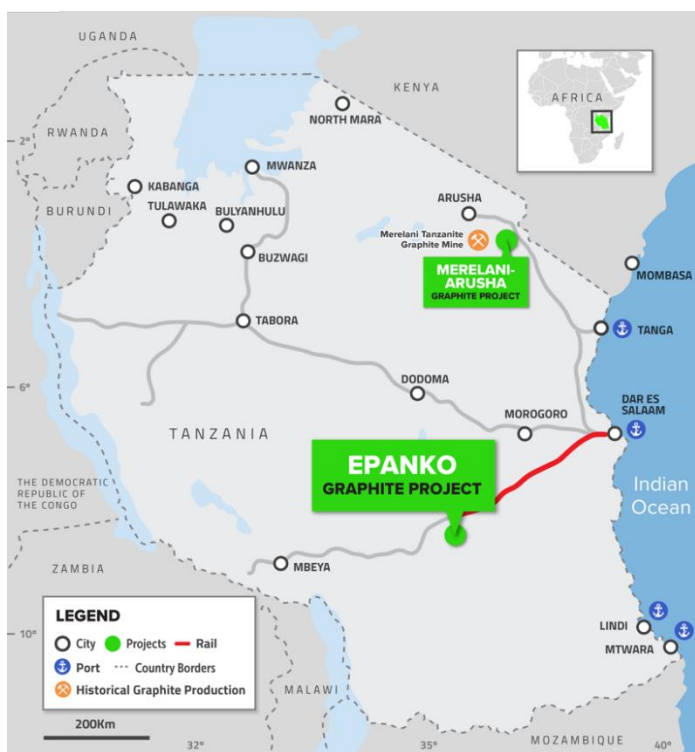 UGANDA
KENYA
AFRICA
RWANDA
NORTH MARA
2°
MWANZA
KABANGA
BURUNDI
TULAWAKA
BULYANHULU
ARUSHA
Merelani Tanzanite
Graphite Mine
BUZWAGI
MERELANI-
ARUSHA
GRAPHITE PROJECT
MOMBASA
TABORA
TANGA
6°
DODOMA
DAR ES
SALAAM
MOROGORO
TANZANIA
EPANKO
GRAPHITE PROJECT
THE DEMOCRATIC
REPUBLIC OF
THE CONGO
Indian
Ocean
ZAMBIA
MBEYA
LEGEND
City
Projects
Rail
Port
Country Borders
Historical Graphite Production
10°
LINDI
MTWARA
MALAWI
200Km
32°
35°
MOZAMBIQUE
40°